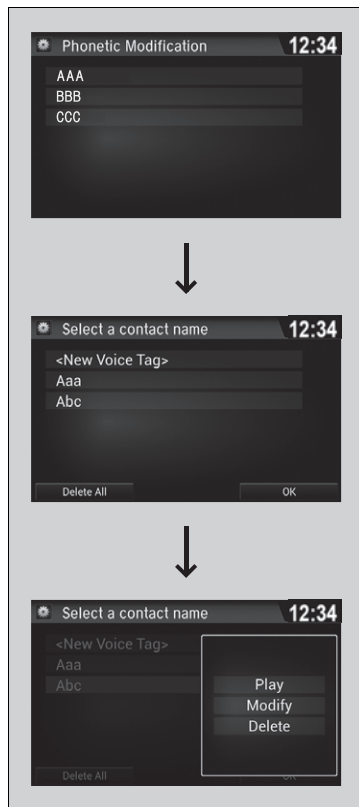 Phonetic Modification 12:34
AAA
BBB
CCC
Select a contact name 12:34
<New Voice Tag>
Aaa
Abc
Delete All OK
Select a contact name 12:34
<New Voice Tag>
Aaa
Abc
Play
Modify
Delete
Delete All OK